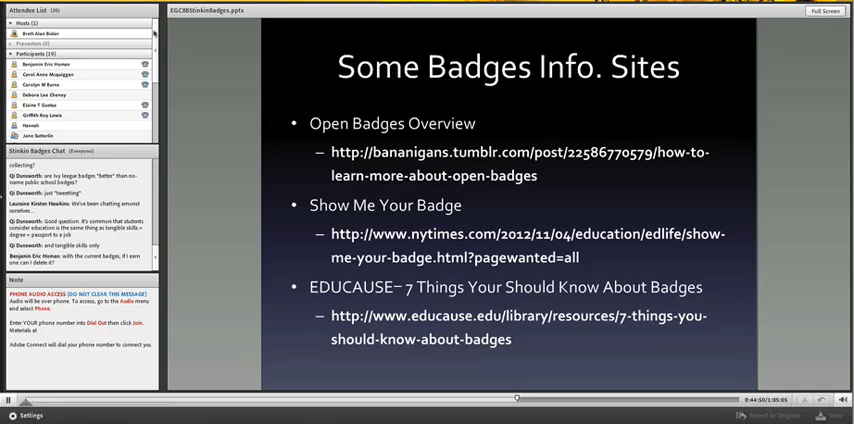 Attendee List (20)
Hosts (1)
Brett Alan Bixler
Presenters (0)
Participants (19)
Benjamin Eric Homan
Carol Anne Mcquiggan
Carolyn M Burns
Debora Lee Cheney
Elaine T Gustus
Griffith Ray Lewis
Hannah
Jane Sutterlin
Stinkin Badges Chat (Everyone)
collecting?
Qi Dunsworth: are ivy league badges "better" than no-
name public school badges?
Qi Dunsworth: just "tweetting"
Lauraine Kirsten Hawkins: We've been chatting amonst
ourselves...
Qi Dunsworth: Good question. It's common that students
consider education is the same thing as tangible skills =
degree = passport to a job
Qi Dunsworth: and tangible skills only
Benjamin Eric Homan: with the current badges, If I earn
one can I delete it?
Note
PHONE AUDIO ACCESS (DO NOT CLEAR THIS MESSAGE)
Audio will be over phone. To access, go to the Audio menu
and select Phone.
Enter YOUR phone number into Dial Out then click Join.
Materials at
Adobe Connect will dial your phone number to connect you.
EGCBBStinkinBadges.pptx
Full Screen
Some Badges Info. Sites
• Open Badges Overview
– http://bananigans.tumblr.com/post/22586770579/how-to-
learn-more-about-open-badges
• Show Me Your Badge
– http://www.nytimes.com/2012/11/04/education/edlife/show-
me-your-badge.html?pagewanted=all
• EDUCAUSE– 7 Things Your Should Know About Badges
– http://www.educause.edu/library/resources/7-things-you-
should-know-about-badges
0:44:50/1:05:05
Settings
Revert to Original
Save